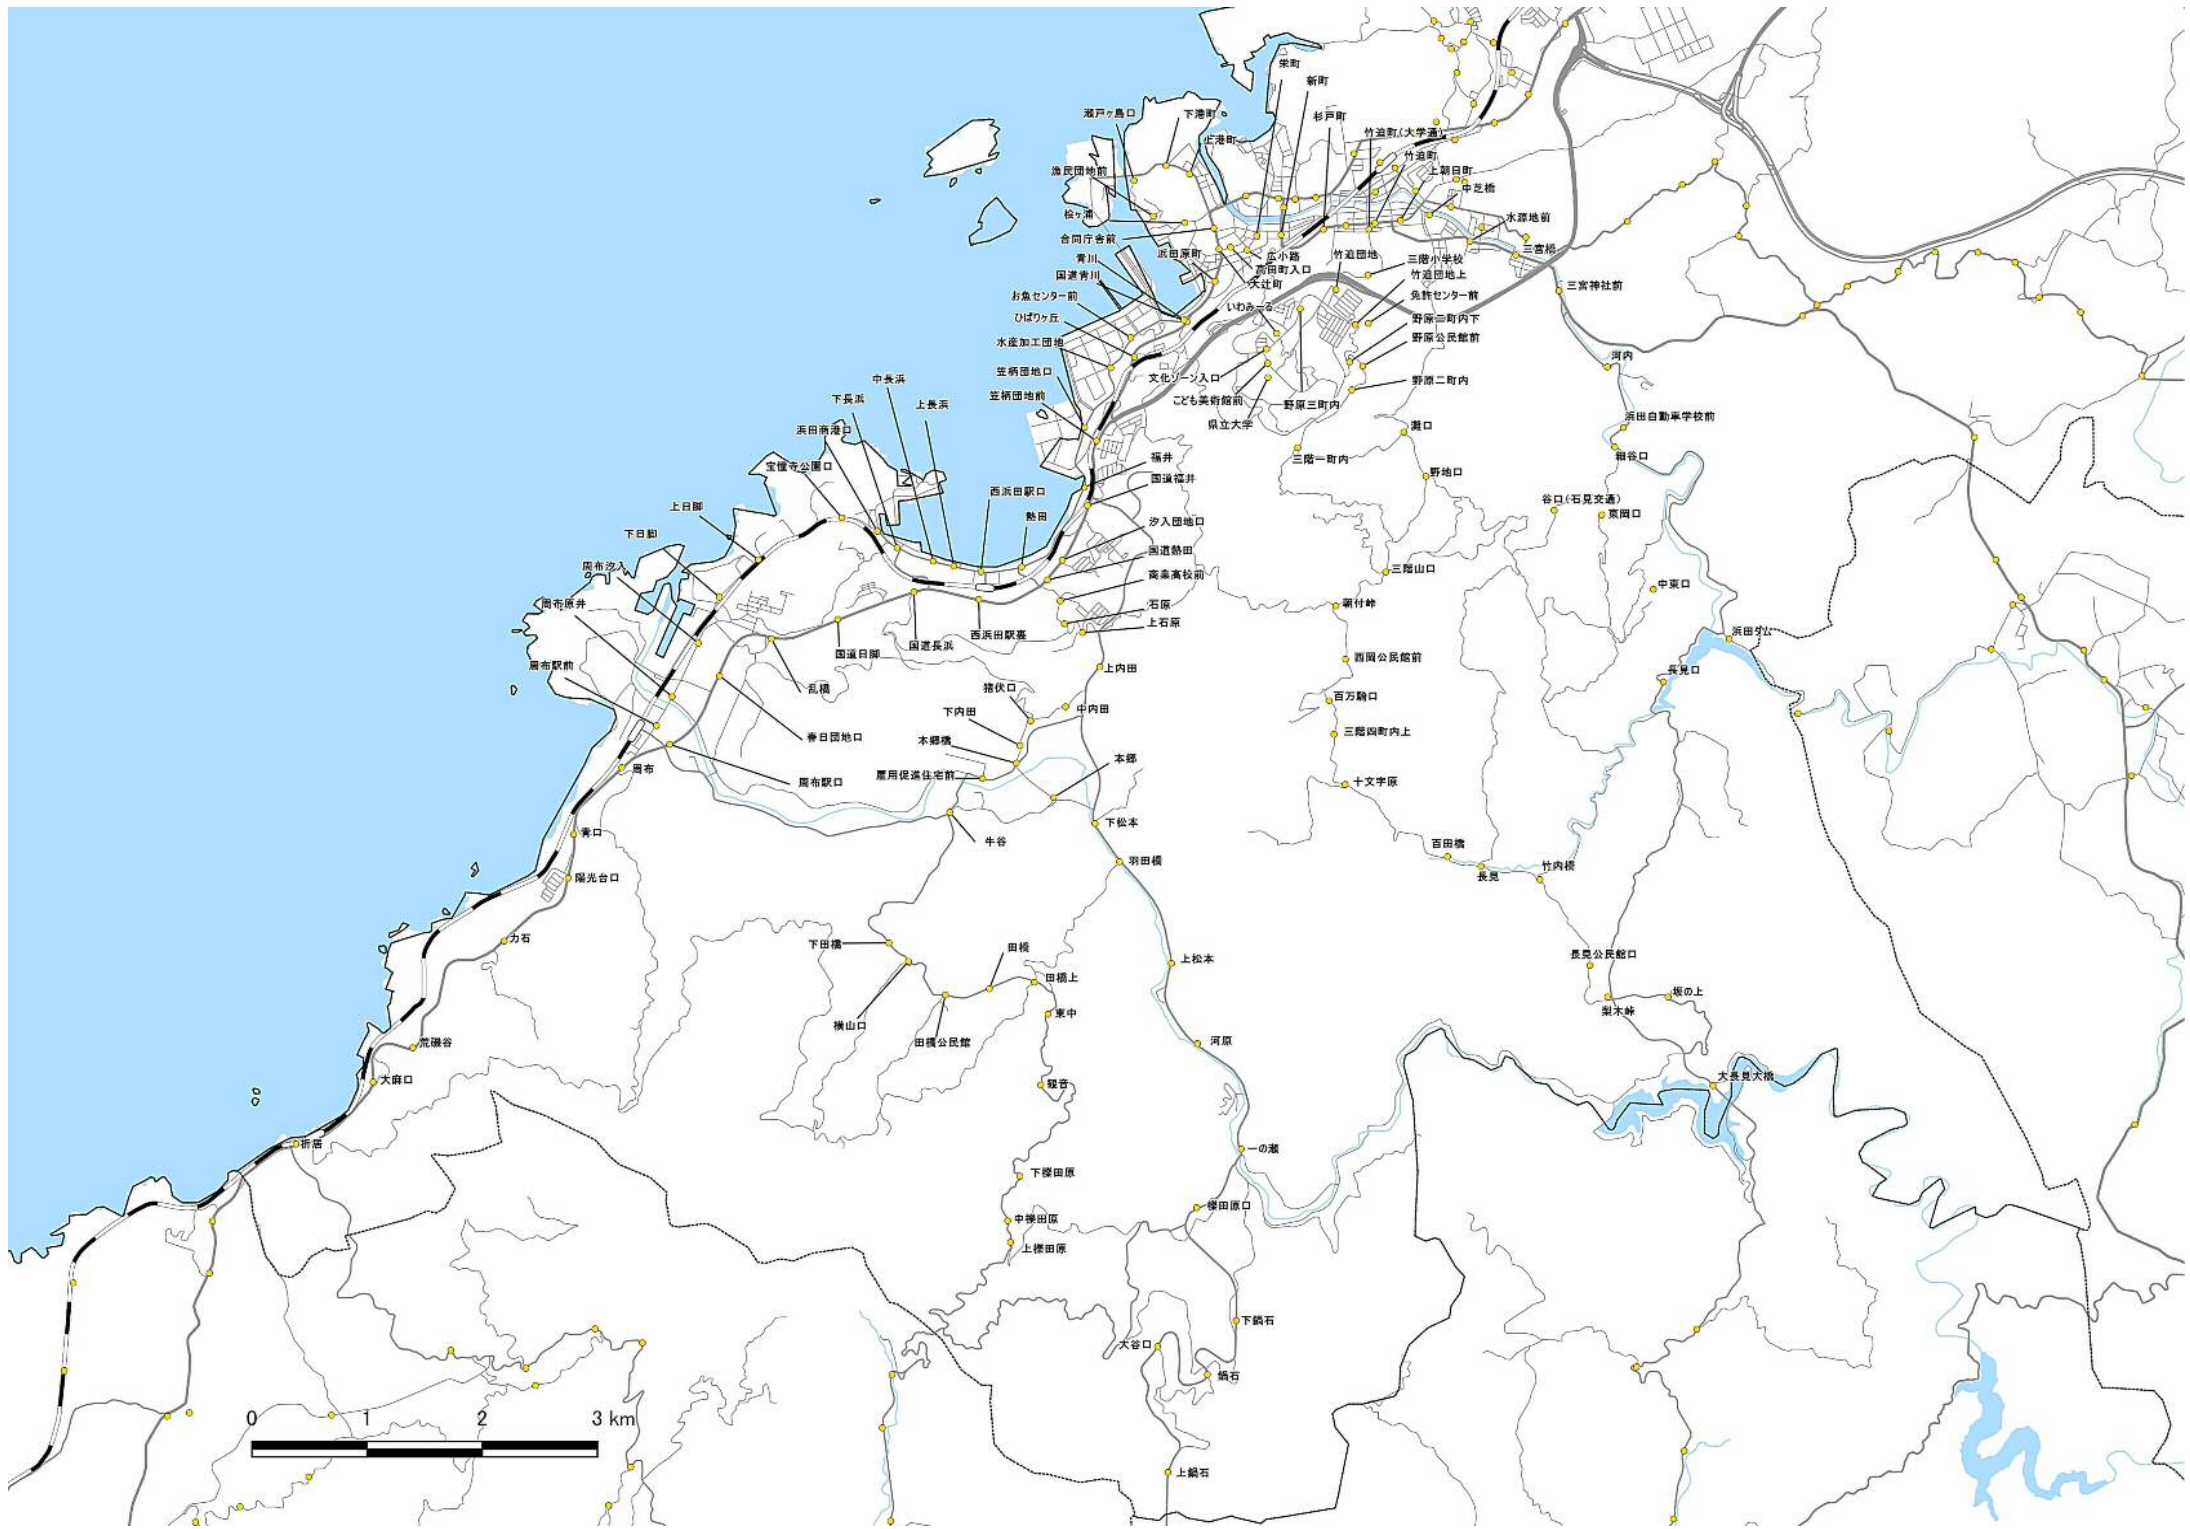 栄町
新町
瀬戸ヶ島口
下港町
杉戸町
上港町
竹迫町(大学通)
竹迫町
漁民団地前
上朝日町
中芝橋
桧ヶ浦
水源地前
合同庁舎前
浜田原町
広小路
竹迫団地
三階小学校
三宮橋
青川
高田町入口
国道青川
大辻町
竹迫団地上
三宮神社前
お魚センター前
いわみーる
免許センター前
ひばりヶ丘
野原三町内下
水産加工団地
野原公民館前
河内
笠柄団地口
中長浜
文化ゾーン入口
野原二町内
笠柄団地前
下長浜
こども美術館前
野原三町内
上長浜
県立大学
浜田自動車学校前
浜田商港口
灘口
福井
三階一町内
細谷口
宝憧寺公園口
国道福井
野地口
西浜田駅口
谷口(石見交通)
上日脚
熱田
東岡口
汐入団地口
下日脚
国道熱田
周布汐入
商業高校前
三階山口
中東口
周布原井
石原
朝付峠
西浜田駅裏
上石原
浜田ダム
国道長浜
国道日脚
周布駅前
上内田
西岡公民館前
長見口
乱橋
猪伏口
百万騎口
下内田
中内田
春日団地口
本郷橋
三階四町内上
本郷
周布
雇用促進住宅前
周布駅口
十文字原
下松本
青口
牛谷
百田橋
羽田橋
竹内橋
陽光台口
長見
力石
下田橋
田橋
長見公民館口
上松本
田橋上
坂の上
横山口
東中
梨木峠
荒磯谷
田橋公民館
河原
大麻口
観音
大長見大橋
折居
一の瀬
下櫟田原
櫟田原口
中櫟田原
上櫟田原
下鍋石
大谷口
鍋石
0 1 2 3 km
上鍋石